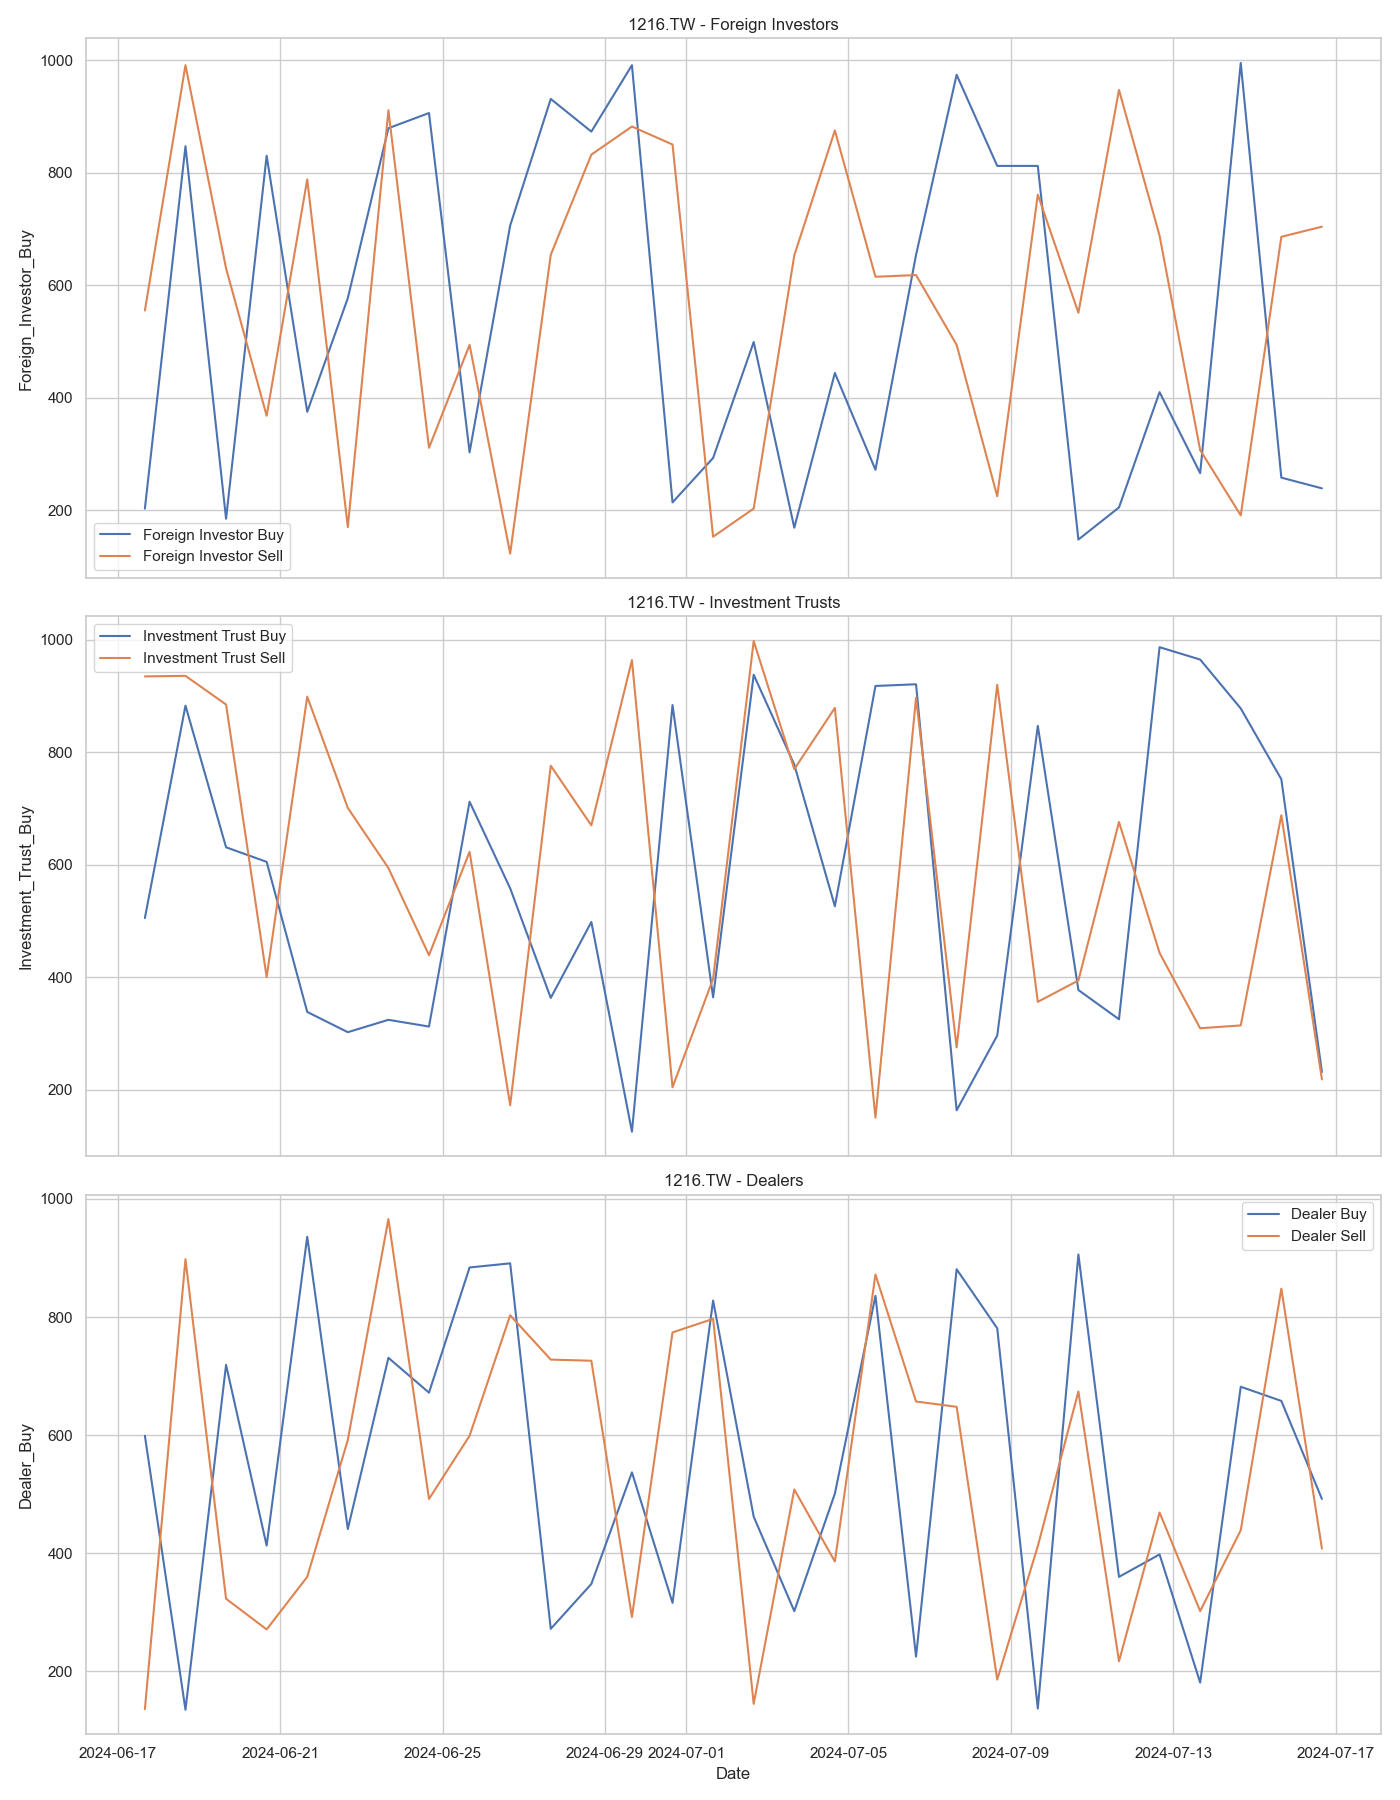 1216.TW - Foreign Investors
1000
800
600
400
200
Foreign_Investor_Buy
Foreign Investor Buy
Foreign Investor Sell
1216.TW - Investment Trusts
1000
800
600
400
200
Investment_Trust_Buy
Investment Trust Buy
Investment Trust Sell
1216.TW - Dealers
1000
800
600
400
200
Dealer_Buy
Dealer Buy
Dealer Sell
2024-06-17 2024-06-21 2024-06-25 2024-06-29 2024-07-01 2024-07-05 2024-07-09 2024-07-13 2024-07-17
Date